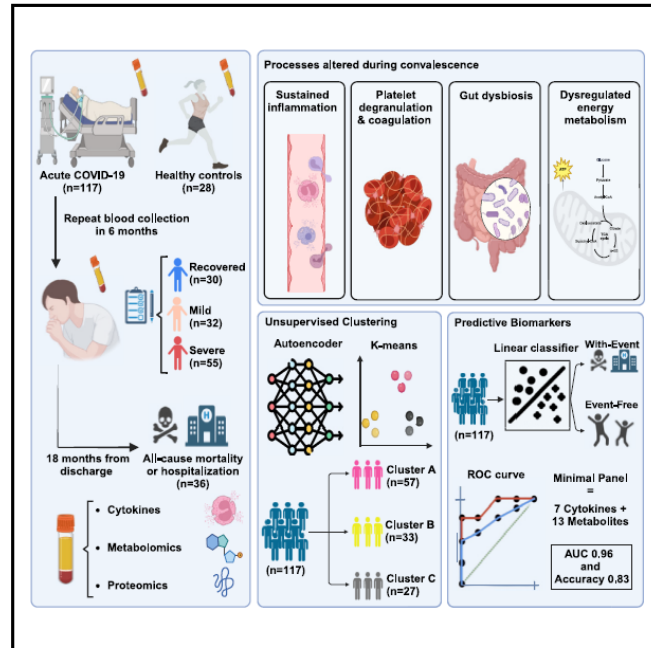 Acute COVID-19
(n=117)
Healthy controls
(n=28)
Repeat blood collection
in 6 months
Recovered
(n=30)
Mild
(n=32)
Severe
(n=55)
H
18 months from
discharge
All-cause mortality
or hospitalization
(n=36)
• Cytokines
• Metabolomics
• Proteomics
Processes altered during convalescence
Sustained
inflammation
Platelet
degranulation
& coagulation
Gut dysbiosis
Dysregulated
energy
metabolism
Unsupervised Clustering
Autoencoder
K-means
(n=117)
Cluster A
(n=57)
Cluster B
(n=33)
Cluster C
(n=27)
Predictive Biomarkers
Linear classifier
With-Event
H
(n=117)
Event-Free
ROC curve
Minimal Panel
=
7 Cytokines +
13 Metabolites
AUC 0.96
and
Accuracy 0.83